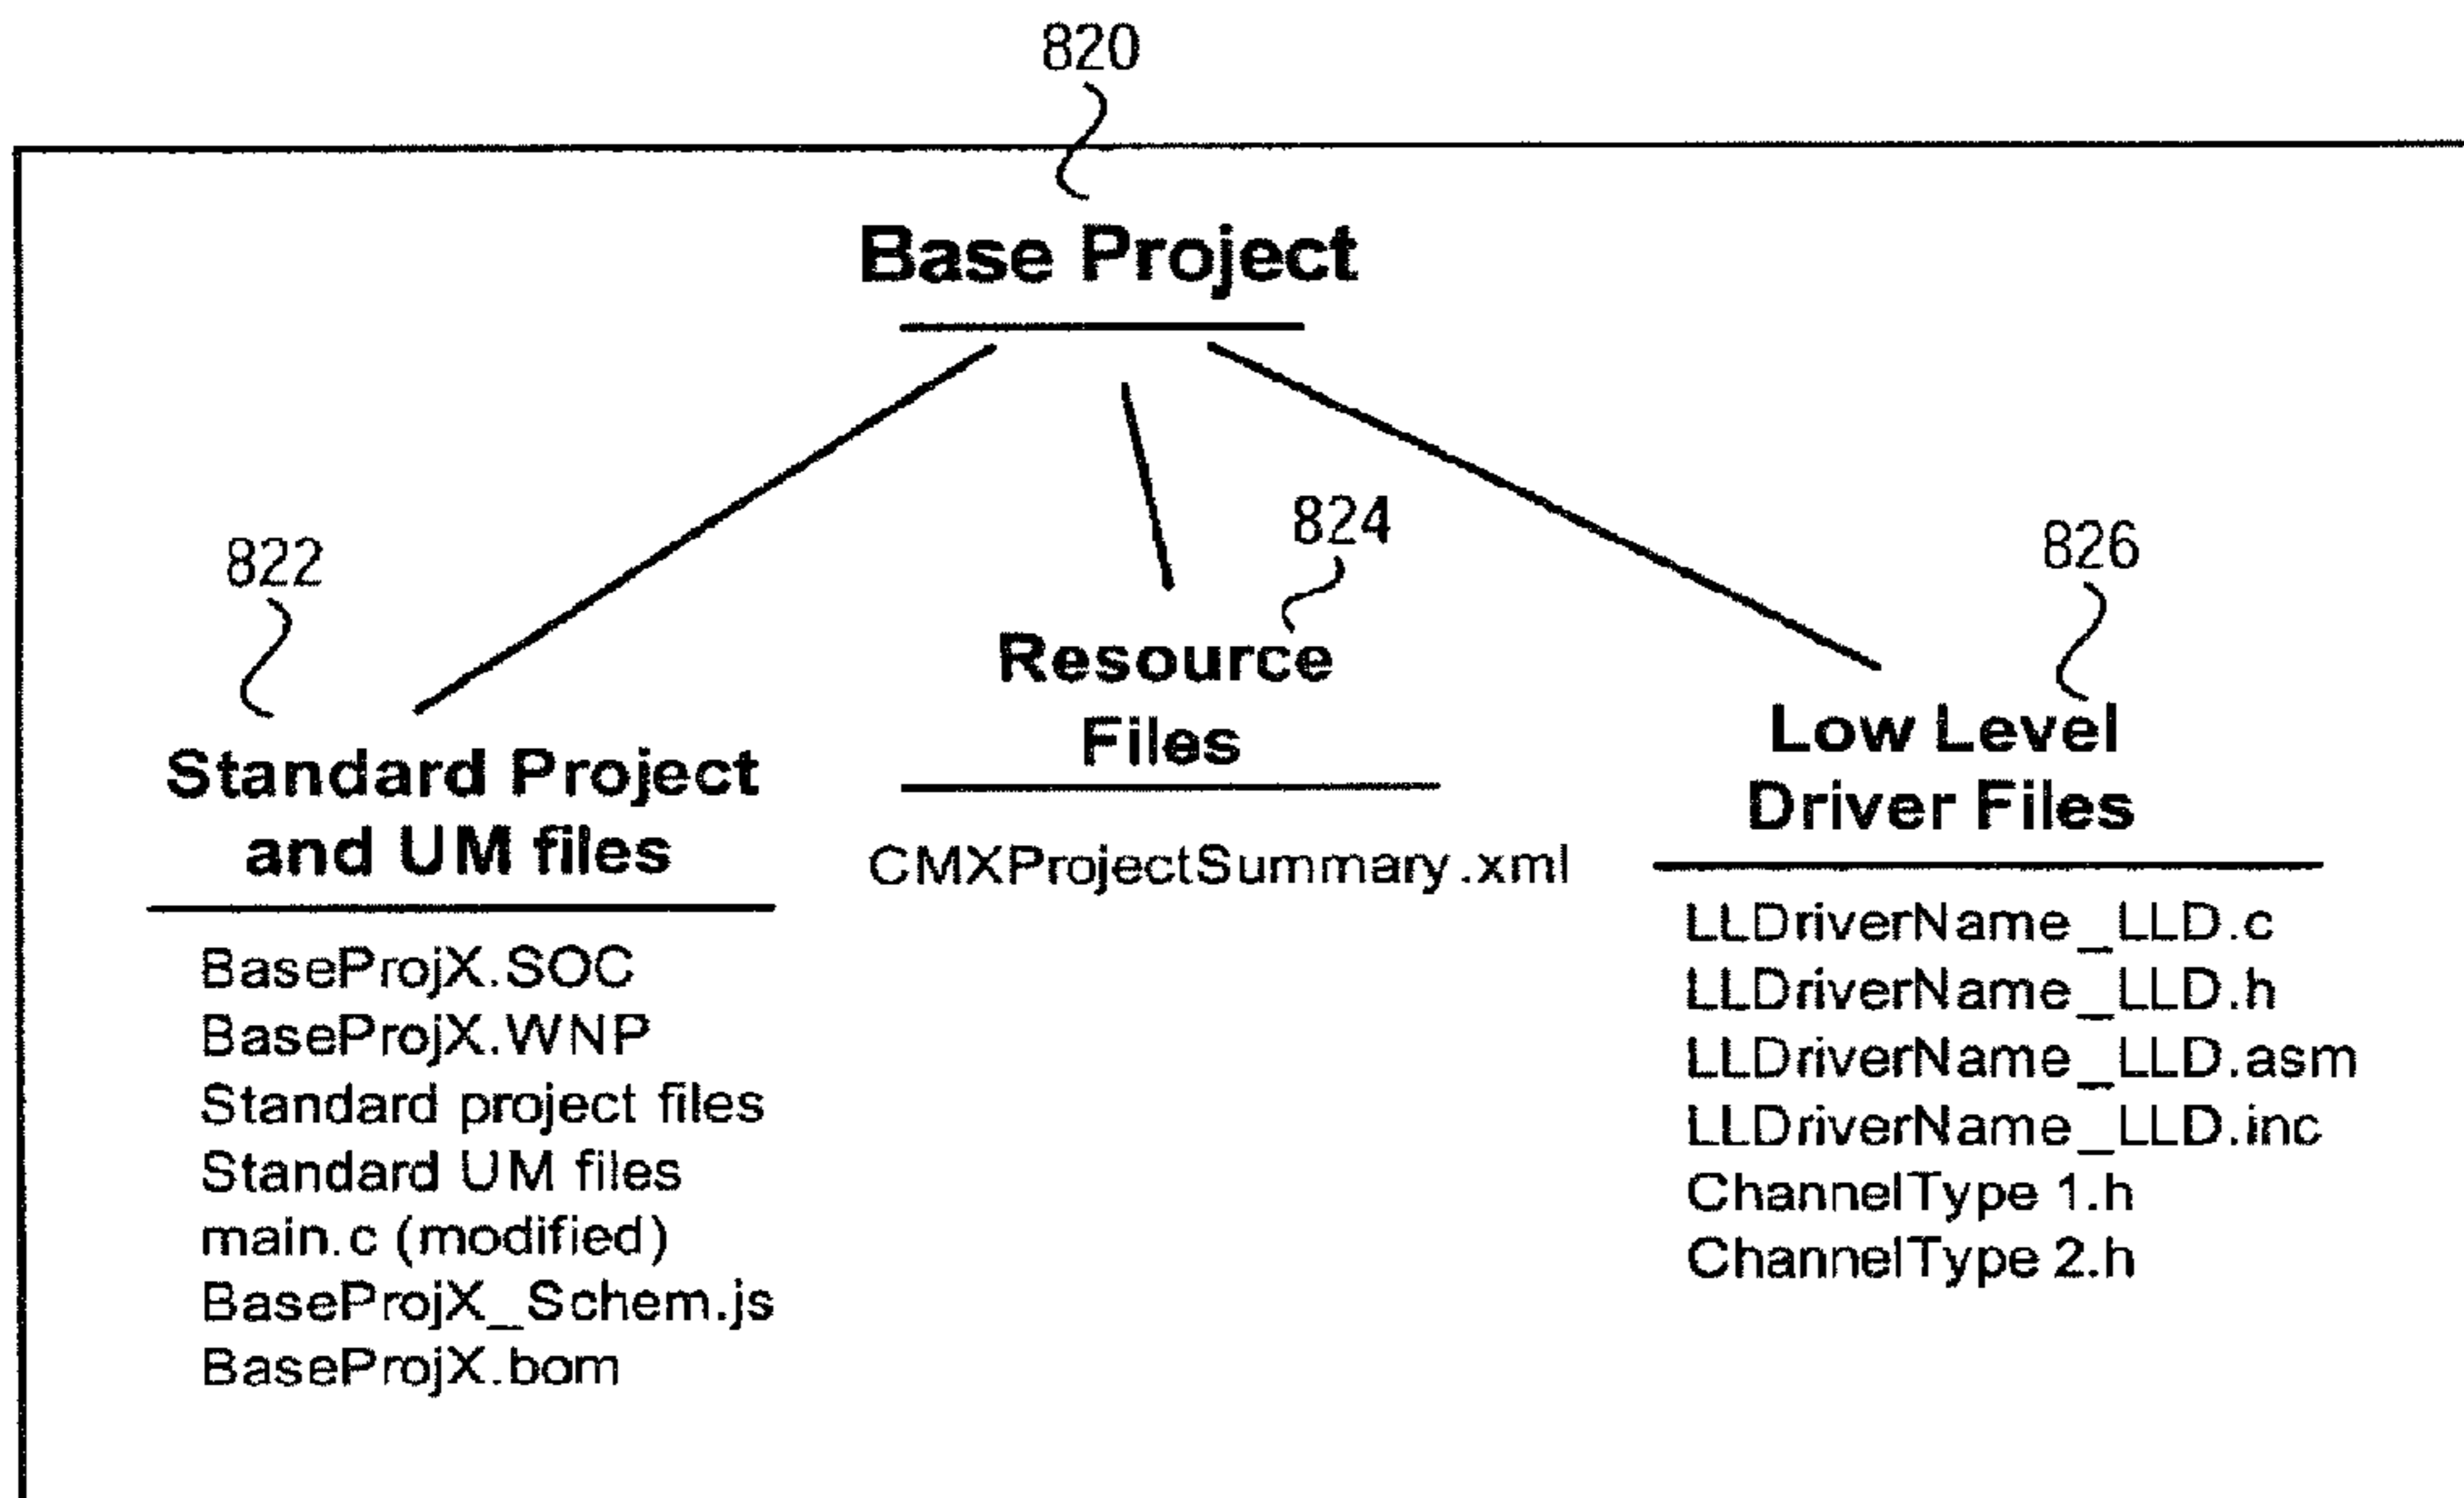 820
Base Project
822
Standard Project
and UM files
BaseProjX.SOC
BaseProjX.WNP
Standard project files
Standard UM files
main.c (modified)
BaseProjX_Schem.js
BaseProjX.bom
824
Resource
Files
CMXProjectSummary.xml
826
Low Level
Driver Files
LLDriverName_LLD.c
LLDriverName_LLD.h
LLDriverName_LLD.asm
LLDriverName_LLD.inc
ChannelType 1.h
ChannelType 2.h